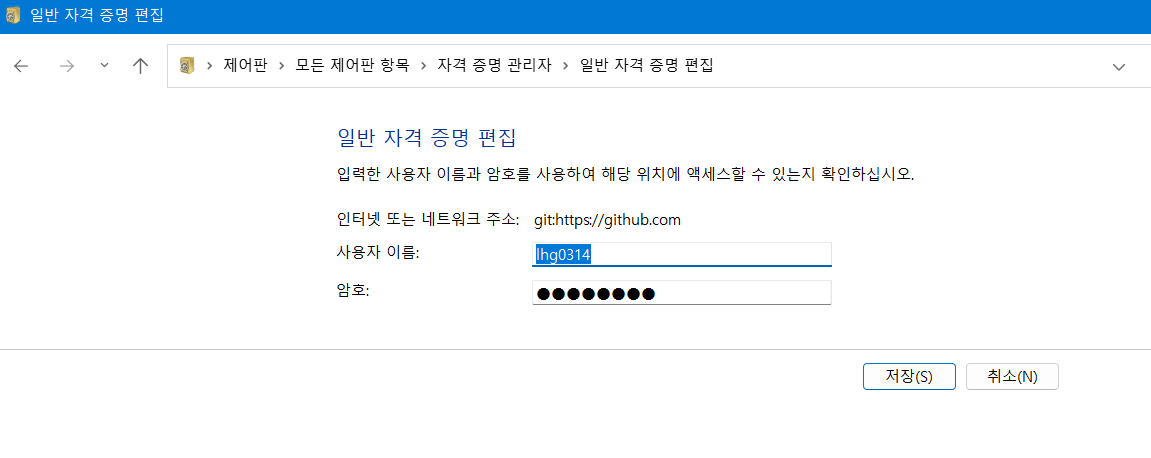 일반 자격 증명 편집
제어판 > 모든 제어판 항목 > 자격 증명 관리자 > 일반 자격 증명 편집
일반 자격 증명 편집
입력한 사용자 이름과 암호를 사용하여 해당 위치에 액세스할 수 있는지 확인하십시오.
인터넷 또는 네트워크 주소: git:https://github.com
사용자 이름: lhg0314
암호: ●●●●●●●●
저장(S) 취소(N)